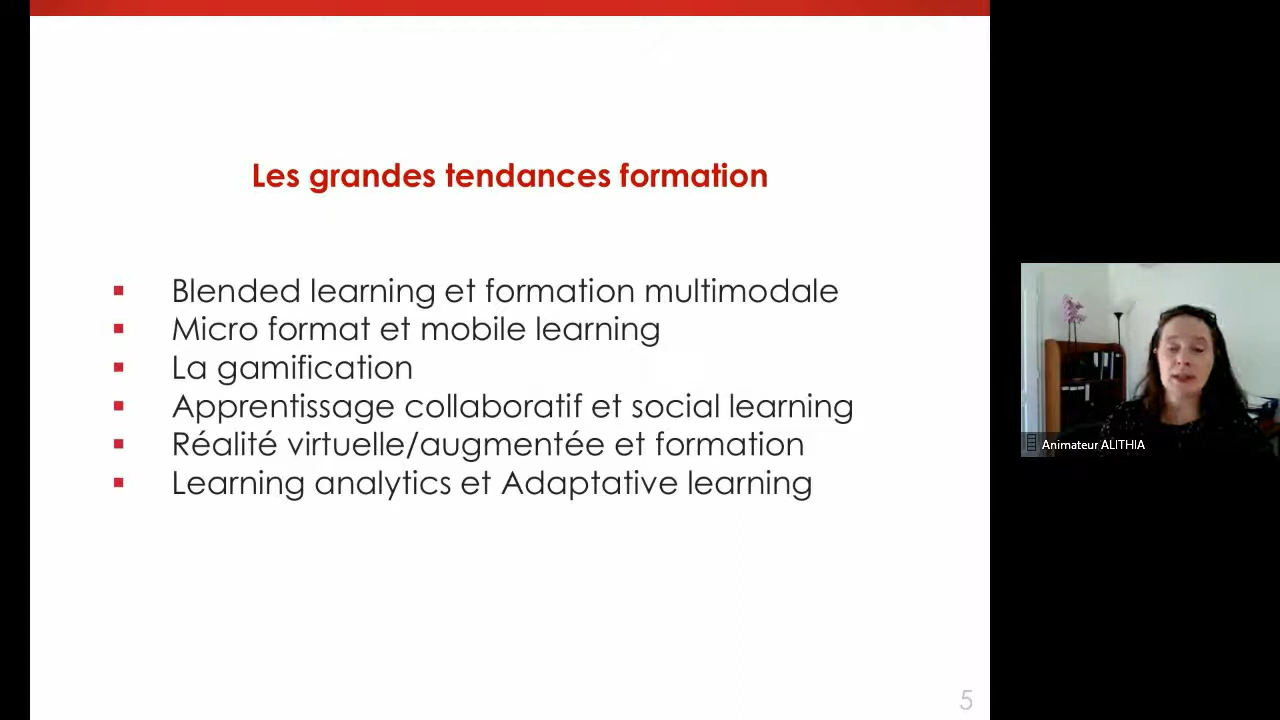 Les grandes tendances formation
Blended learning et formation multimodale
Micro format et mobile learning
La gamification
Apprentissage collaboratif et social learning
Réalité virtuelle/augmentée et formation
Learning analytics et Adaptative learning
Animateur ALITHIA
5